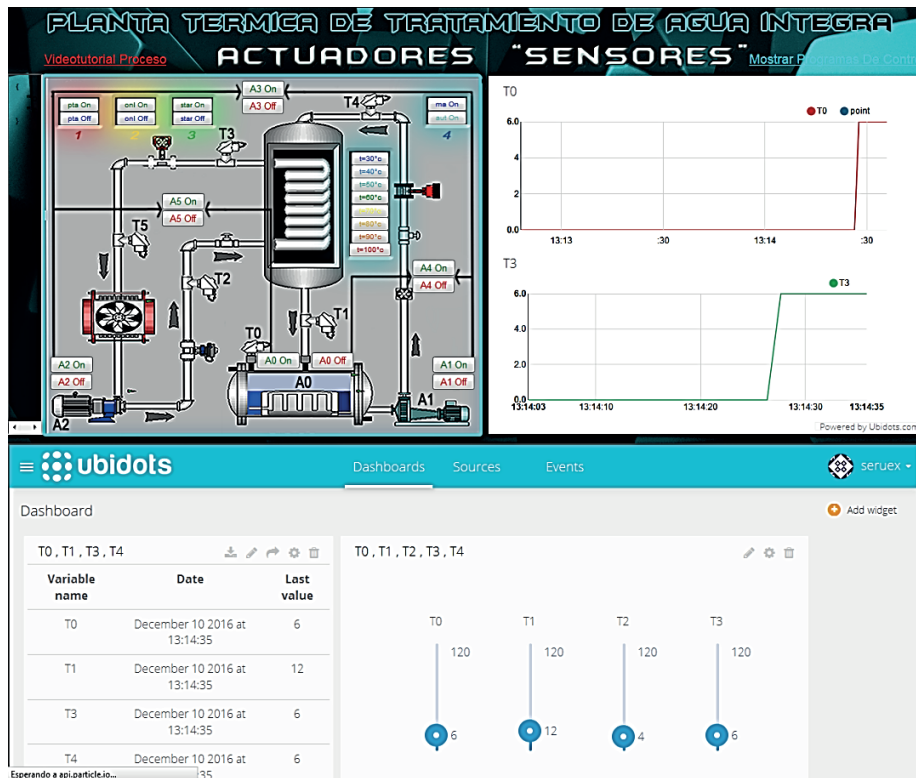 PLANTA TERMICA DE TRATAMIENTO DE AGUA INTEGRA
Videotutorial Proceso
ACTUADORES
"SENSORES"
Mostrar Programas De Contr
pta On
pta Off
1
onl On
onl Off
2
star On
star Off
3
A3 On
A3 Off
T4
ma On
aut On
4
T3
t=30°c
t=40°c
t=50°c
t=60°c
t=80°c
t=90°c
t=100°c
A5 On
A5 Off
T5
T2
A4 On
A4 Off
T1
T0
A0 On
A0 Off
A0
A2 On
A2 Off
A2
A1 On
A1 Off
A1
T0
T0
point
6.0
4
2
0.0
13:13
:30
13:14
:30
T3
T3
6.0
4.0
2.0
0.0
13:14:03
13:14:10
13:14:20
13:14:30
13:14:35
Powered by Ubidots.com
ubidots
Dashboards
Sources
Events
seruex
Dashboard
Add widget
T0 , T1 , T3 , T4
Variable name
Date
Last value
T0
December 10 2016 at 13:14:35
6
T1
December 10 2016 at 13:14:35
12
T3
December 10 2016 at 13:14:35
6
T4
December 10 2016 at
:35
6
T0 , T1 , T2 , T3 , T4
T0
T1
T2
T3
120
120
120
120
6
12
4
6
Esperando a api.particle.io...